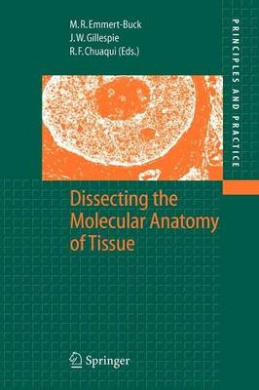 M. R. Emmert-Buck
J. W. Gillespie
R. F. Chuaqui (Eds.)
PRINCIPLES AND PRACTICE
Dissecting the
Molecular Anatomy
of Tissue
Springer